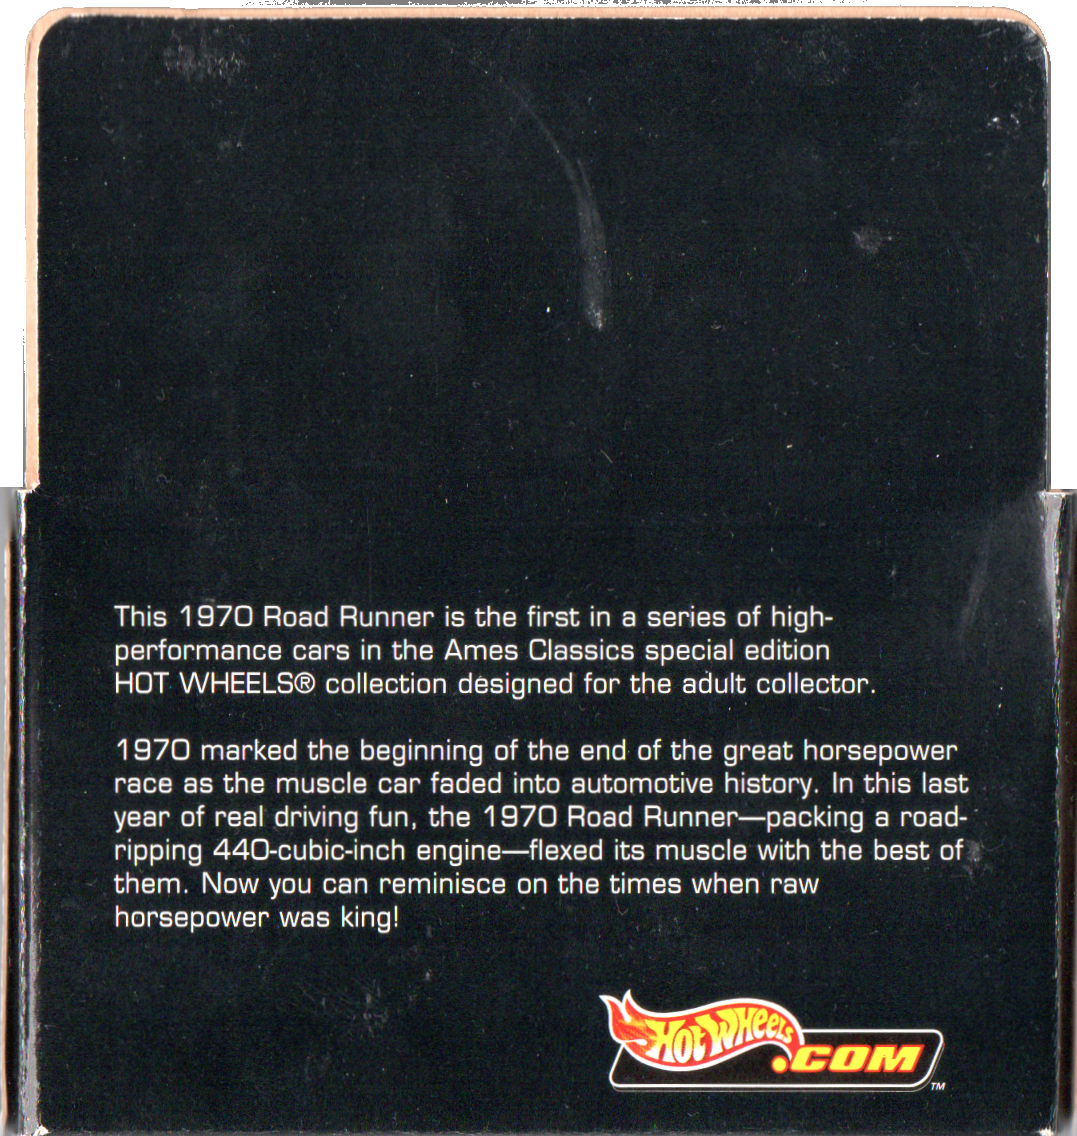 This 1970 Road Runner is the first in a series of high-
performance cars in the Ames Classics special edition
HOT WHEELS® collection designed for the adult collector.
1970 marked the beginning of the end of the great horsepower
race as the muscle car faded into automotive history. In this last
year of real driving fun, the 1970 Road Runner—packing a road-
ripping 440-cubic-inch engine—flexed its muscle with the best of
them. Now you can reminisce on the times when raw
horsepower was king!
Hot Wheels
.COM
™